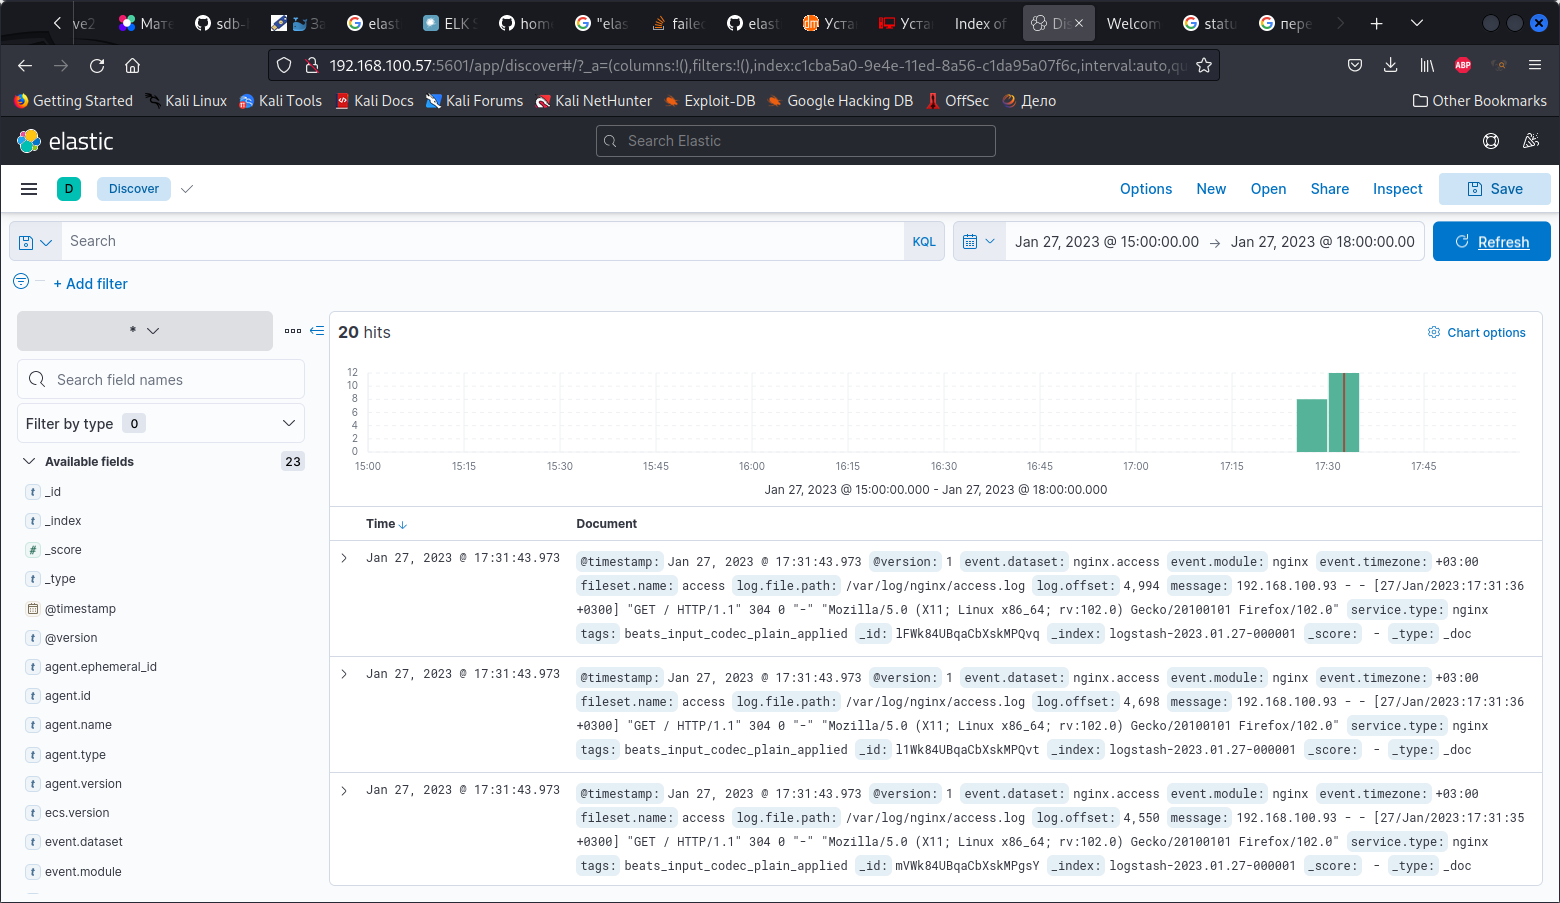 ve2 Мате sdb- За elast ELK S hom "elas failed elast Уста Уста Index of Dis Welcom statu пере
192.168.100.57:5601/app/discover#/?_a=(columns:!(),filters:!(),index:c1cba5a0-9e4e-11ed-8a56-c1da95a07f6c,interval:auto,qu
ABP
Getting Started Kali Linux Kali Tools Kali Docs Kali Forums Kali NetHunter Exploit-DB Google Hacking DB OffSec Дело Other Bookmarks
elastic Search Elastic
D Discover Options New Open Share Inspect Save
Search KQL Jan 27, 2023 @ 15:00:00.00 → Jan 27, 2023 @ 18:00:00.00 Refresh
+ Add filter
*
20 hits Chart options
Search field names
Filter by type 0
Available fields 23
_id
_index
_score
_type
@timestamp
@version
agent.ephemeral_id
agent.id
agent.name
agent.type
agent.version
ecs.version
event.dataset
event.module
12
10
8
6
4
2
0
15:00 15:15 15:30 15:45 16:00 16:15 16:30 16:45 17:00 17:15 17:30 17:45
Jan 27, 2023 @ 15:00:00.000 - Jan 27, 2023 @ 18:00:00.000
Time Document
Jan 27, 2023 @ 17:31:43.973 @timestamp: Jan 27, 2023 @ 17:31:43.973 @version: 1 event.dataset: nginx.access event.module: nginx event.timezone: +03:00
fileset.name: access log.file.path: /var/log/nginx/access.log log.offset: 4,994 message: 192.168.100.93 - - [27/Jan/2023:17:31:36
+0300] "GET / HTTP/1.1" 304 0 "-" "Mozilla/5.0 (X11; Linux x86_64; rv:102.0) Gecko/20100101 Firefox/102.0" service.type: nginx
tags: beats_input_codec_plain_applied _id: lFWk84UBqaCbXskMPQvq _index: logstash-2023.01.27-000001 _score: - _type: _doc
Jan 27, 2023 @ 17:31:43.973 @timestamp: Jan 27, 2023 @ 17:31:43.973 @version: 1 event.dataset: nginx.access event.module: nginx event.timezone: +03:00
fileset.name: access log.file.path: /var/log/nginx/access.log log.offset: 4,698 message: 192.168.100.93 - - [27/Jan/2023:17:31:36
+0300] "GET / HTTP/1.1" 304 0 "-" "Mozilla/5.0 (X11; Linux x86_64; rv:102.0) Gecko/20100101 Firefox/102.0" service.type: nginx
tags: beats_input_codec_plain_applied _id: l1Wk84UBqaCbXskMPQvt _index: logstash-2023.01.27-000001 _score: - _type: _doc
Jan 27, 2023 @ 17:31:43.973 @timestamp: Jan 27, 2023 @ 17:31:43.973 @version: 1 event.dataset: nginx.access event.module: nginx event.timezone: +03:00
fileset.name: access log.file.path: /var/log/nginx/access.log log.offset: 4,550 message: 192.168.100.93 - - [27/Jan/2023:17:31:35
+0300] "GET / HTTP/1.1" 304 0 "-" "Mozilla/5.0 (X11; Linux x86_64; rv:102.0) Gecko/20100101 Firefox/102.0" service.type: nginx
tags: beats_input_codec_plain_applied _id: mVWk84UBqaCbXskMPgsY _index: logstash-2023.01.27-000001 _score: - _type: _doc